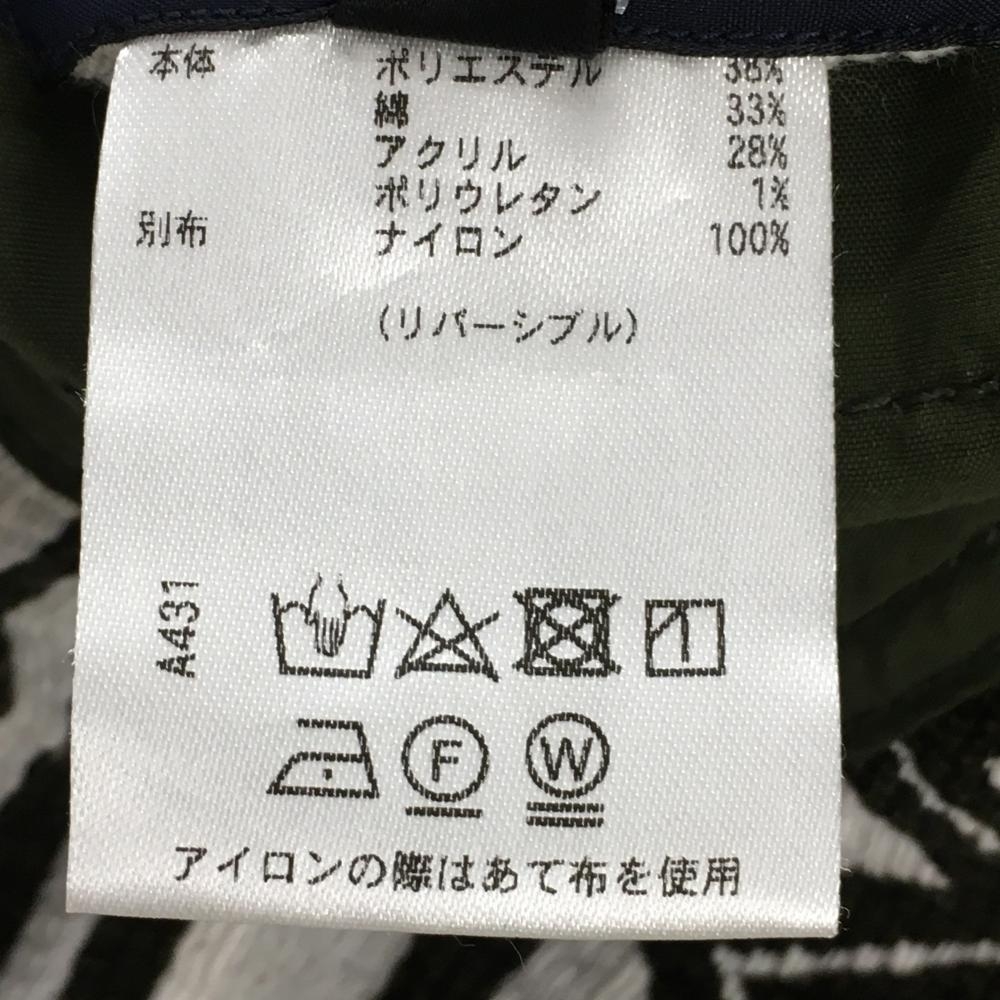 本体 ポリエステル 38%
綿 33%
アクリル 28%
ポリウレタン 1%
別布 ナイロン 100%
(リバーシブル)
A431
F W
アイロンの際はあて布を使用